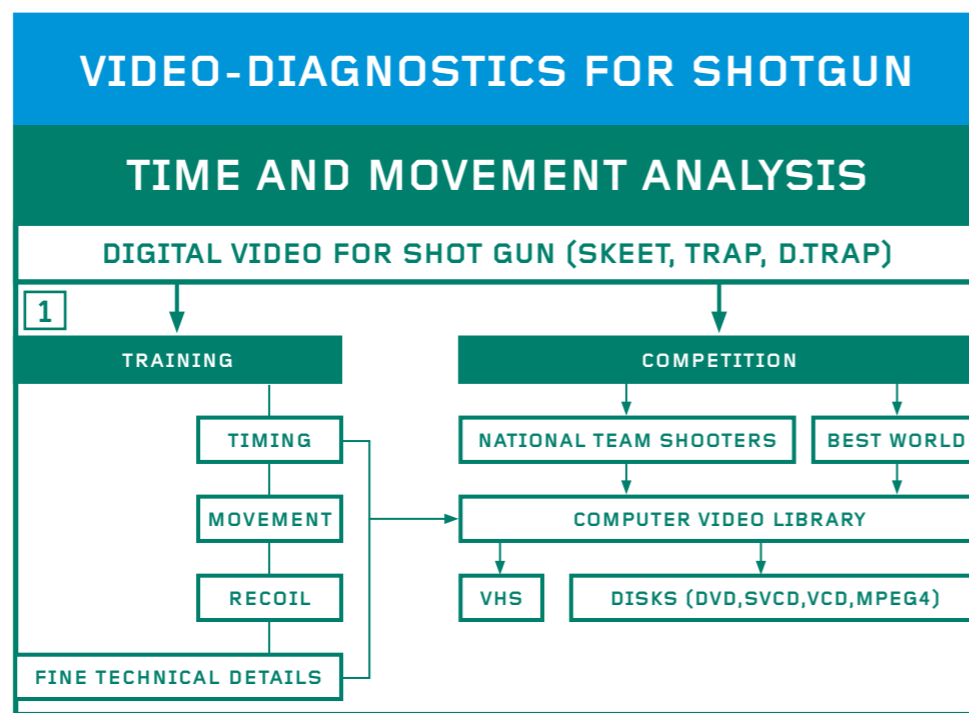 VIDEO-DIAGNOSTICS FOR SHOTGUN
TIME AND MOVEMENT ANALYSIS
DIGITAL VIDEO FOR SHOT GUN (SKEET, TRAP, D.TRAP)
1
TRAINING
COMPETITION
TIMING
NATIONAL TEAM SHOOTERS
BEST WORLD
MOVEMENT
COMPUTER VIDEO LIBRARY
RECOIL
VHS
DISKS (DVD,SVCD,VCD,MPEG4)
FINE TECHNICAL DETAILS